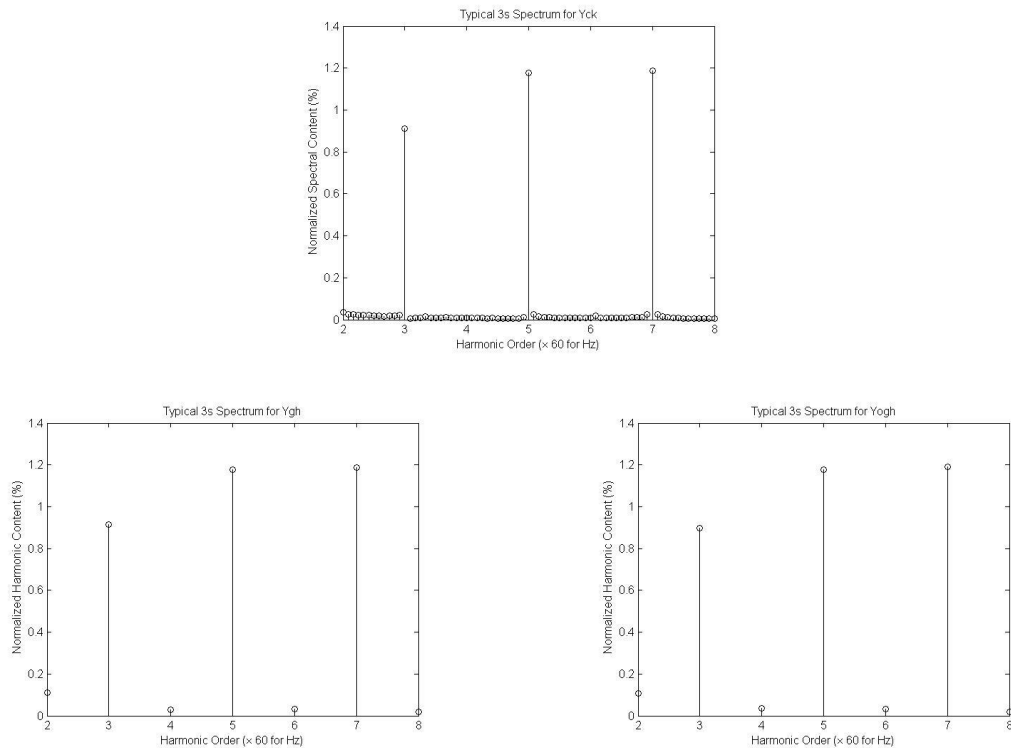 Typical 3s Spectrum for Yck
1.4
1.2
1
0.8
0.6
0.4
0.2
0
Normalized Spectral Content (%)
2 3 4 5 6 7 8
Harmonic Order (× 60 for Hz)
Typical 3s Spectrum for Ygh
1.4
1.2
1
0.8
0.6
0.4
0.2
0
Normalized Harmonic Content (%)
2 3 4 5 6 7 8
Harmonic Order (× 60 for Hz)
Typical 3s Spectrum for Yogh
1.4
1.2
1
0.8
0.6
0.4
0.2
0
Normalized Harmonic Content (%)
2 3 4 5 6 7 8
Harmonic Order (× 60 for Hz)